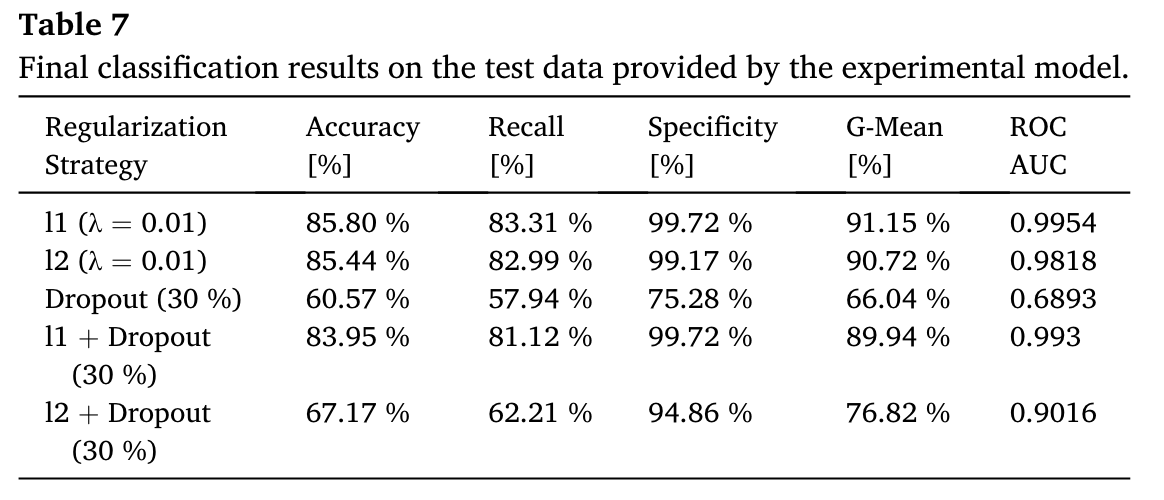 Table 7
Final classification results on the test data provided by the experimental model.
Regularization Strategy Accuracy [%] Recall [%] Specificity [%] G-Mean [%] ROC AUC
l1 (λ = 0.01) 85.80 % 83.31 % 99.72 % 91.15 % 0.9954
l2 (λ = 0.01) 85.44 % 82.99 % 99.17 % 90.72 % 0.9818
Dropout (30 %) 60.57 % 57.94 % 75.28 % 66.04 % 0.6893
l1 + Dropout 83.95 % 81.12 % 99.72 % 89.94 % 0.993
(30 %)
l2 + Dropout 67.17 % 62.21 % 94.86 % 76.82 % 0.9016
(30 %)